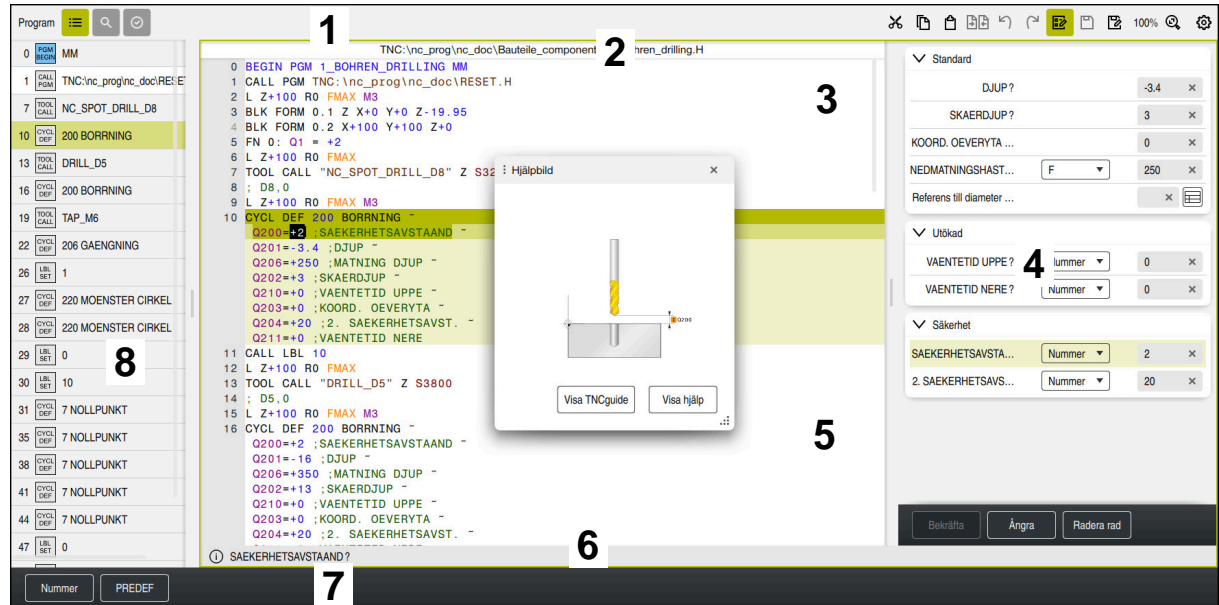 Program
1
100%
TNC:\nc_prog\nc_doc\Bauteile_component
2
hren_drilling.H
0 PGM BEGIN MM
1 CALL PGM TNC:\nc_prog\nc_doc\RESET
7 TOOL CALL NC_SPOT_DRILL_D8
10 CYCL DEF 200 BORRNING
13 TOOL CALL DRILL_D5
16 CYCL DEF 200 BORRNING
19 TOOL CALL TAP_M6
22 CYCL DEF 206 GAENGNING
26 LBL SET 1
27 CYCL DEF 220 MOENSTER CIRKEL
28 CYCL DEF 220 MOENSTER CIRKEL
29 LBL SET 0
8
30 LBL SET 10
31 CYCL DEF 7 NOLLPUNKT
35 CYCL DEF 7 NOLLPUNKT
38 CYCL DEF 7 NOLLPUNKT
41 CYCL DEF 7 NOLLPUNKT
44 CYCL DEF 7 NOLLPUNKT
47 LBL SET 0
0 BEGIN PGM 1_BOHREN_DRILLING MM
1 CALL PGM TNC:\nc_prog\nc_doc\RESET.H
2 L Z+100 R0 FMAX M3
3 BLK FORM 0.1 Z X+0 Y+0 Z-19.95
4 BLK FORM 0.2 X+100 Y+100 Z+0
5 FN 0: Q1 = +2
6 L Z+100 R0 FMAX
7 TOOL CALL "NC_SPOT_DRILL_D8" Z S32
8 ; D8,0
9 L Z+100 R0 FMAX M3
10 CYCL DEF 200 BORRNING ~
Q200=+2 ;SAEKERHETSAVSTAAND ~
Q201=-3.4 ;DJUP ~
Q206=+250 ;MATNING DJUP ~
Q202=+3 ;SKAERDJUP ~
Q210=+0 ;VAENTETID UPPE ~
Q203=+0 ;KOORD. OEVERYTA ~
Q204=+20 ;2. SAEKERHETSAVST. ~
Q211=+0 ;VAENTETID NERE
11 CALL LBL 10
12 L Z+100 R0 FMAX
13 TOOL CALL "DRILL_D5" Z S3800
14 ; D5,0
15 L Z+100 R0 FMAX M3
16 CYCL DEF 200 BORRNING ~
Q200=+2 ;SAEKERHETSAVSTAAND ~
Q201=-16 ;DJUP ~
Q206=+350 ;MATNING DJUP ~
Q202=+13 ;SKAERDJUP ~
Q210=+0 ;VAENTETID UPPE ~
Q203=+0 ;KOORD. OEVERYTA ~
Q204=+20 ;2. SAEKERHETSAVST. ~
3
Hjälpbild
Q200
Visa TNCguide
Visa hjälp
5
Standard
DJUP? -3.4
SKAERDJUP? 3
KOORD. OEVERYTA ... 0
NEDMATNINGSHAST... F 250
Referens till diameter ...
Utökad
VAENTETID UPPE? Nummer 0
4
VAENTETID NERE? Nummer 0
Säkerhet
SAEKERHETSAVSTA... Nummer 2
2. SAEKERHETSAVS... Nummer 20
Bekräfta
Ångra
Radera rad
6
SAEKERHETSAVSTAAND?
Nummer
PREDEF
7